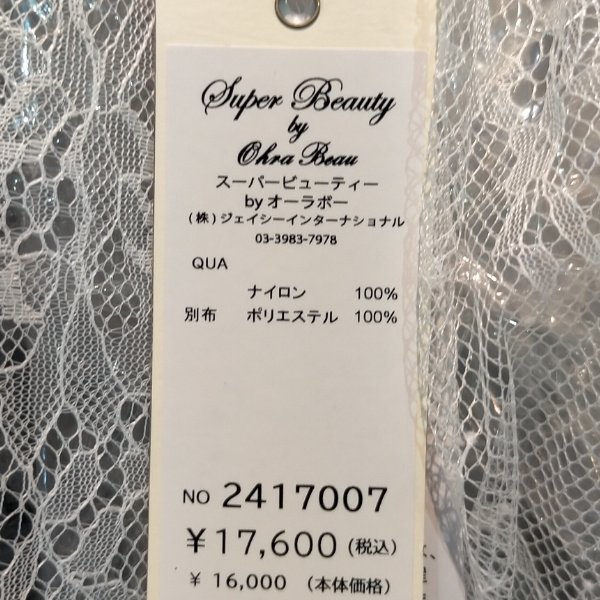 Super Beauty
by
Ohra Beau
スーパービューティー
by オーラボー
(株)ジェイシーインターナショナル
03-3983-7978
QUA
ナイロン 100%
別布 ポリエステル 100%
NO 2417007
¥17,600 (税込)
¥ 16,000 (本体価格)